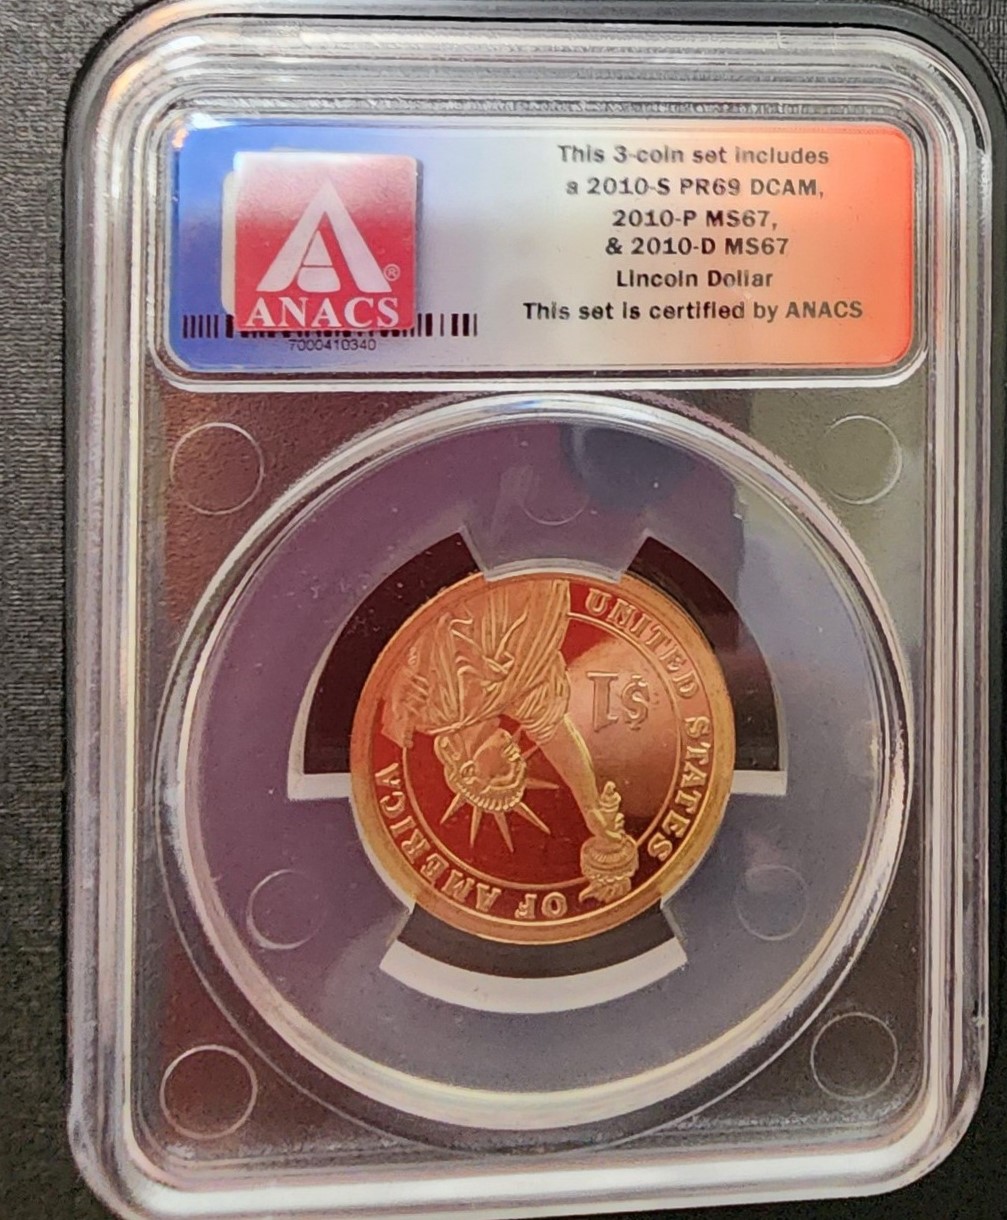 This 3-coin set includes
a 2010-S PR69 DCAM,
2010-P MS67,
& 2010-D MS67
Lincoln Dollar
This set is certified by ANACS
A®
ANACS
7000410340
UNITED STATES OF AMERICA
$1